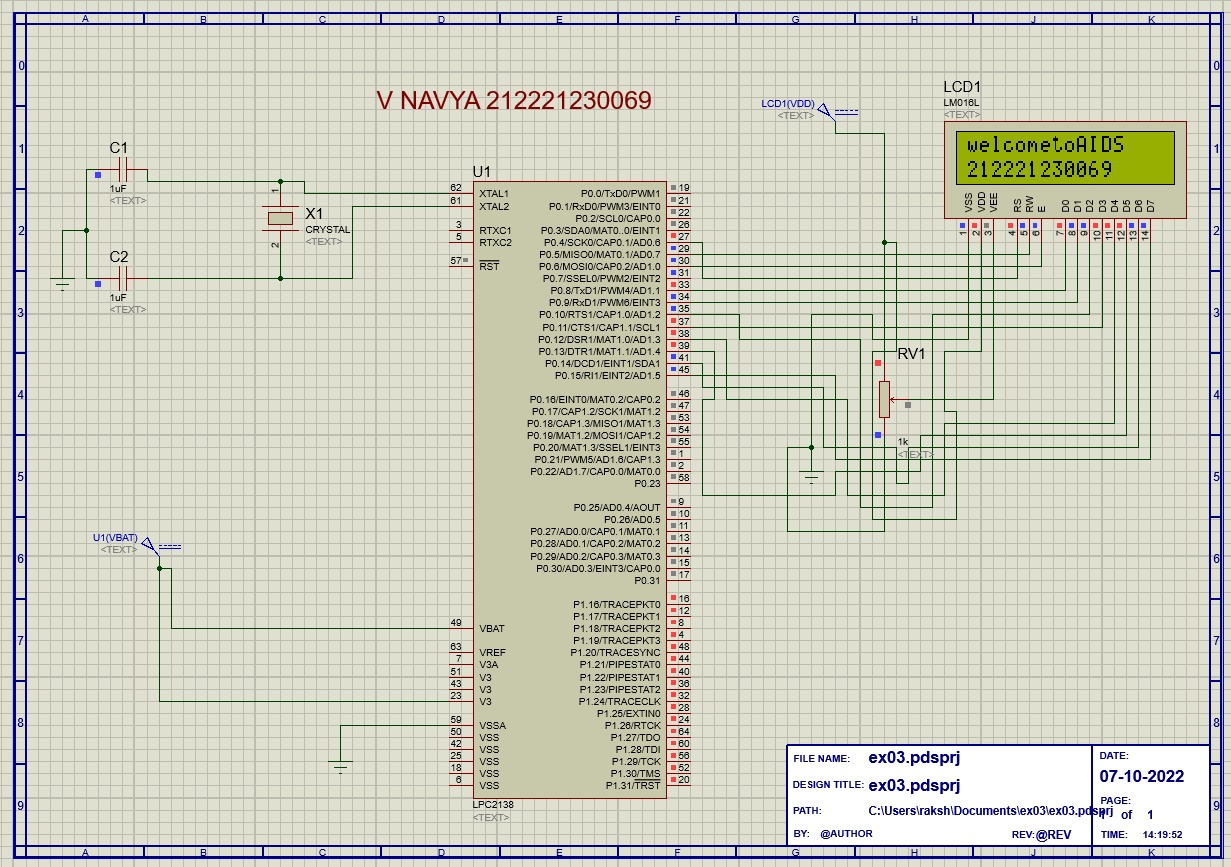 A B C D E F G H J K
V NAVYA 212221230069
LCD1
LM016L
<TEXT>
LCD1(VDD)
<TEXT>
welcometoAIDS
212221230069
VSS VDD VEE RS RW E D0 D1 D2 D3 D4 D5 D6 D7
1 2 3 4 5 6 7 8 9 10 11 12 13 14
C1
1uF
<TEXT>
X1
CRYSTAL
<TEXT>
1
2
C2
1uF
<TEXT>
U1
62 XTAL1
61 XTAL2
3 RTXC1
5 RTXC2
57 RST
49 VBAT
63 VREF
7 V3A
51 V3
43 V3
23 V3
59 VSSA
50 VSS
42 VSS
25 VSS
18 VSS
6 VSS
P0.0/TxD0/PWM1 19
P0.1/RxD0/PWM3/EINT0 21
P0.2/SCL0/CAP0.0 22
P0.3/SDA0/MAT0..0/EINT1 26
P0.4/SCK0/CAP0.1/AD0.6 27
P0.5/MISO0/MAT0.1/AD0.7 29
P0.6/MOSI0/CAP0.2/AD1.0 30
P0.7/SSEL0/PWM2/EINT2 31
P0.8/TxD1/PWM4/AD1.1 33
P0.9/RxD1/PWM6/EINT3 34
P0.10/RTS1/CAP1.0/AD1.2 35
P0.11/CTS1/CAP1.1/SCL1 37
P0.12/DSR1/MAT1.0/AD1.3 38
P0.13/DTR1/MAT1.1/AD1.4 39
P0.14/DCD1/EINT1/SDA1 41
P0.15/RI1/EINT2/AD1.5 45
P0.16/EINT0/MAT0.2/CAP0.2 46
P0.17/CAP1.2/SCK1/MAT1.2 47
P0.18/CAP1.3/MISO1/MAT1.3 53
P0.19/MAT1.2/MOSI1/CAP1.2 54
P0.20/MAT1.3/SSEL1/EINT3 55
P0.21/PWM5/AD1.6/CAP1.3 1
P0.22/AD1.7/CAP0.0/MAT0.0 2
P0.23 58
P0.25/AD0.4/AOUT 9
P0.26/AD0.5 10
P0.27/AD0.0/CAP0.1/MAT0.1 11
P0.28/AD0.1/CAP0.2/MAT0.2 13
P0.29/AD0.2/CAP0.3/MAT0.3 14
P0.30/AD0.3/EINT3/CAP0.0 15
P0.31 17
P1.16/TRACEPKT0 16
P1.17/TRACEPKT1 12
P1.18/TRACEPKT2 8
P1.19/TRACEPKT3 4
P1.20/TRACESYNC 48
P1.21/PIPESTAT0 44
P1.22/PIPESTAT1 40
P1.23/PIPESTAT2 36
P1.24/TRACECLK 32
P1.25/EXTIN0 28
P1.26/RTCK 24
P1.27/TDO 64
P1.28/TDI 60
P1.29/TCK 56
P1.30/TMS 52
P1.31/TRST 20
LPC2138
<TEXT>
RV1
1k
<TEXT>
U1(VBAT)
<TEXT>
0 0
1 1
2 2
3 3
4 4
5 5
6 6
7 7
8 8
9 9
FILE NAME: ex03.pdsprj
DESIGN TITLE: ex03.pdsprj
PATH: C:\Users\raksh\Documents\ex03\ex03.pdsprj
BY: @AUTHOR REV:@REV
DATE:
07-10-2022
PAGE:
1 of 1
TIME: 14:19:52
A B C D E F G H J K